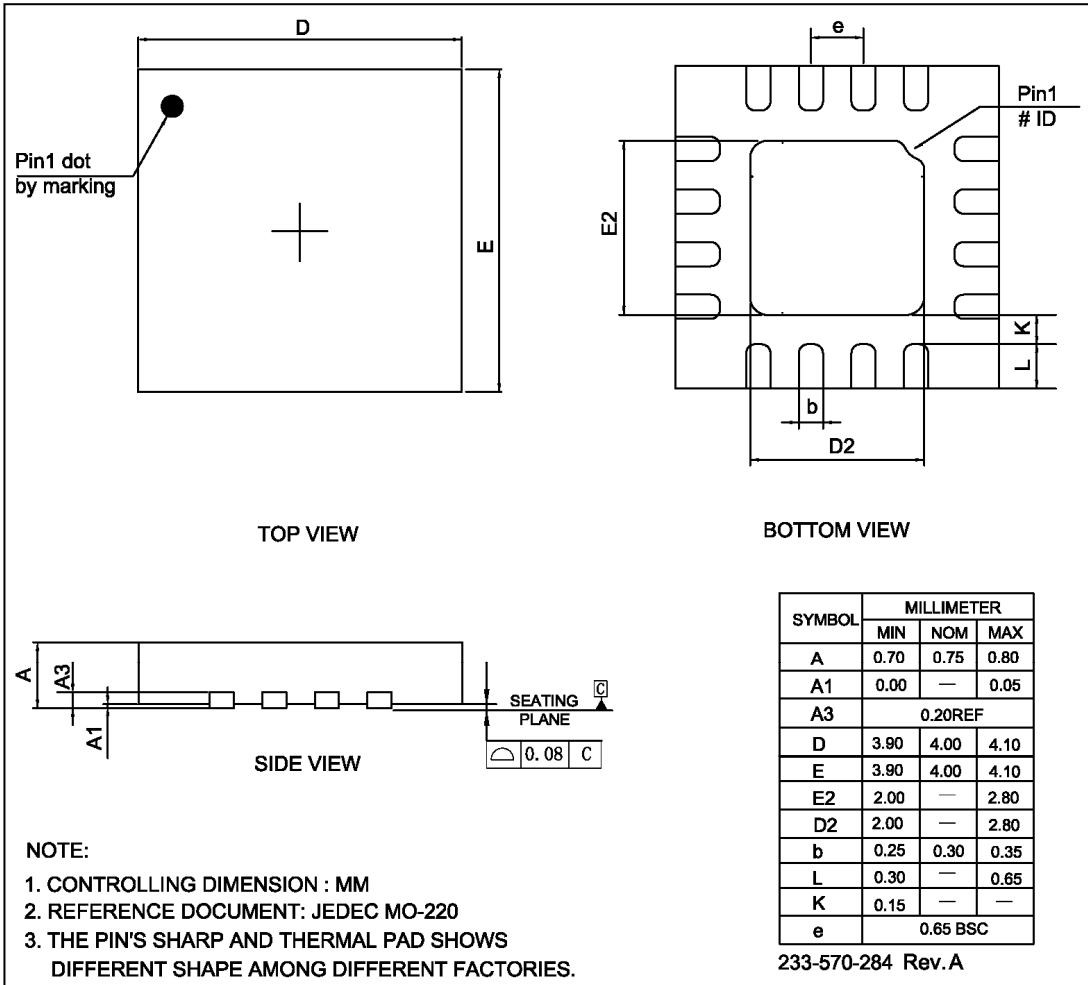 D
Pin1 dot
by marking
E
TOP VIEW
e
Pin1
# ID
E2
K
L
b
D2
BOTTOM VIEW
A
A3
A1
SEATING
PLANE
C
0.08 C
SIDE VIEW
SYMBOL MILLIMETER
MIN NOM MAX
A 0.70 0.75 0.80
A1 0.00 — 0.05
A3 0.20REF
D 3.90 4.00 4.10
E 3.90 4.00 4.10
E2 2.00 — 2.80
D2 2.00 — 2.80
b 0.25 0.30 0.35
L 0.30 — 0.65
K 0.15 — —
e 0.65 BSC
233-570-284 Rev.A
NOTE:
1. CONTROLLING DIMENSION : MM
2. REFERENCE DOCUMENT: JEDEC MO-220
3. THE PIN'S SHARP AND THERMAL PAD SHOWS
DIFFERENT SHAPE AMONG DIFFERENT FACTORIES.